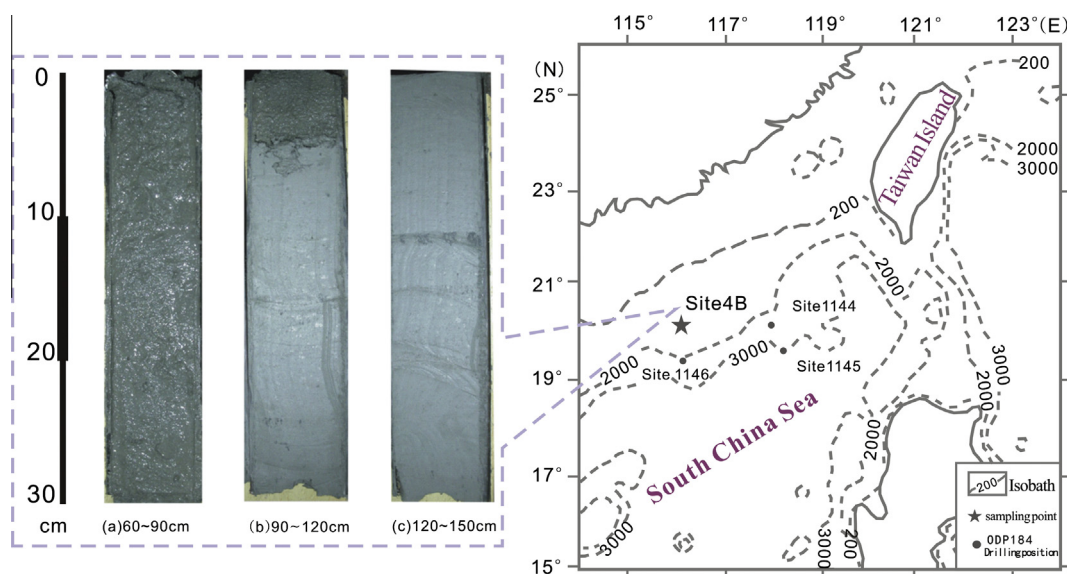 0
10
20
30
cm
(a)60~90cm
(b)90~120cm
(c)120~150cm
115°
117°
119°
121°
123°(E)
(N)
25°
23°
21°
19°
17°
15°
200
2000
3000
Taiwan Island
200
2000
Site4B
Site1144
2000
3000
Site 1146
Site1145
3000
2000
2000
South China Sea
3000
3000
200
200 Isobath
sampling point
ODP184
Drilling position